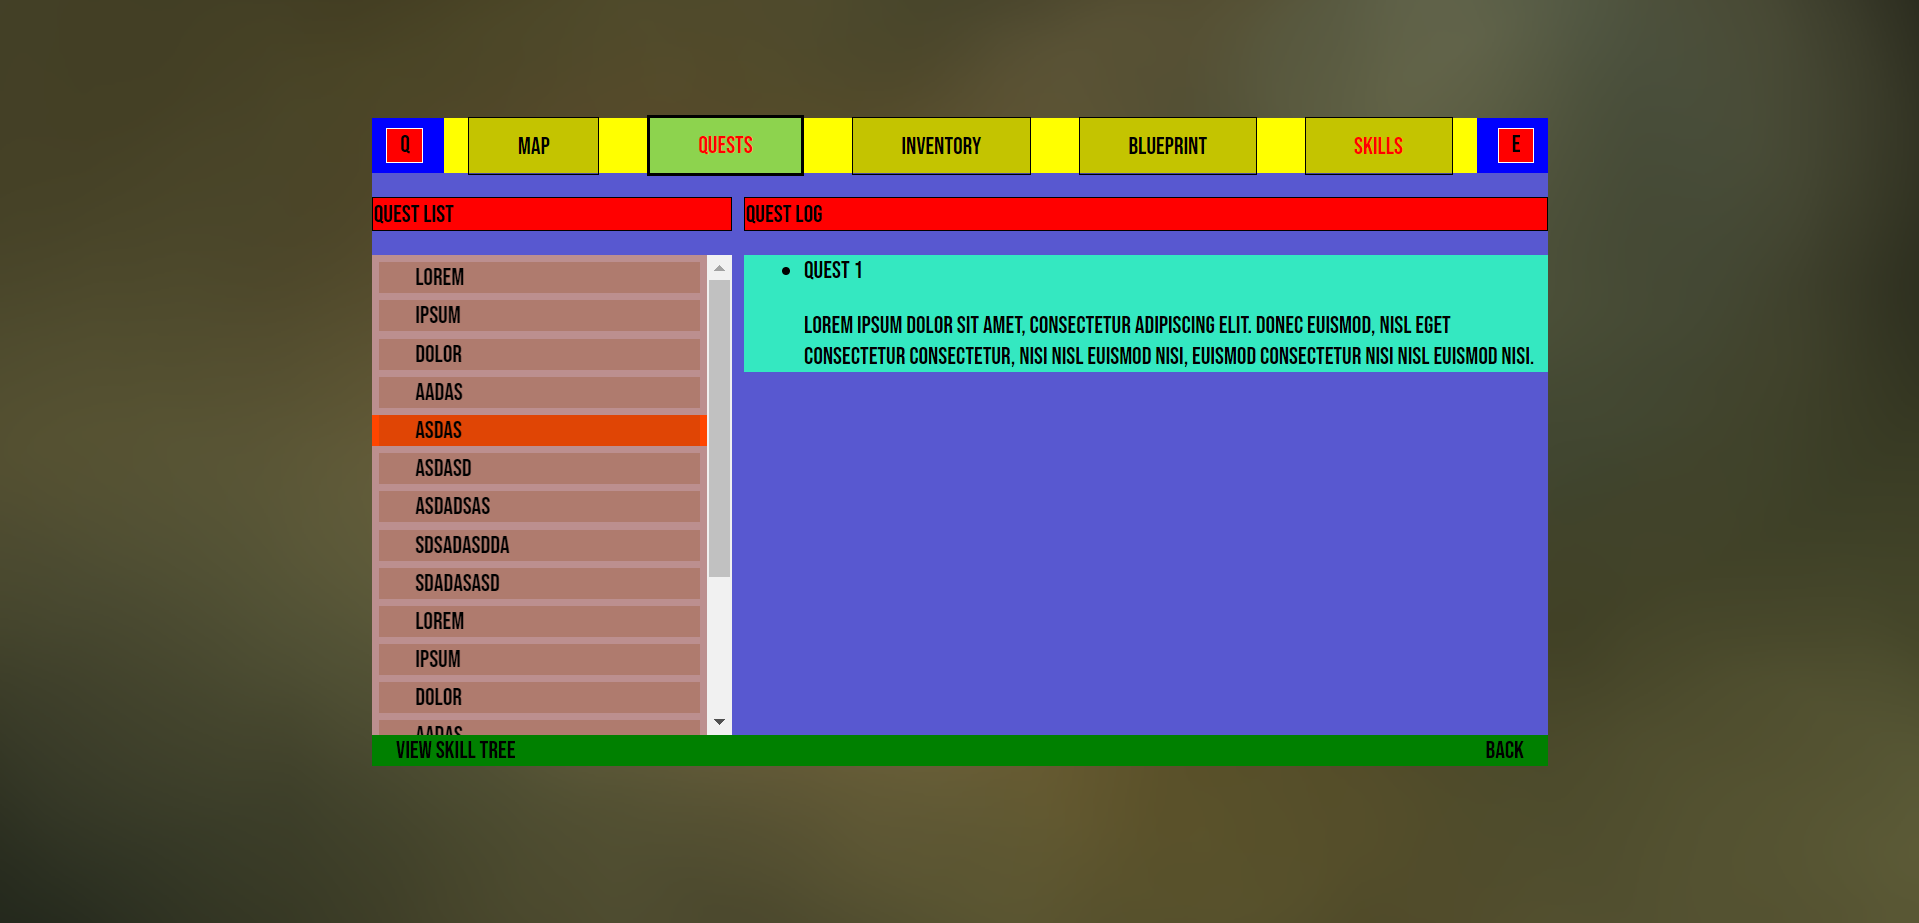 Q MAP QUESTS INVENTORY BLUEPRINT SKILLS E
QUEST LIST
QUEST LOG
LOREM
IPSUM
DOLOR
AADAS
ASDAS
ASDASD
ASDADSAS
SDSADASDDA
SDADASASD
LOREM
IPSUM
DOLOR
AADAS
QUEST 1
LOREM IPSUM DOLOR SIT AMET, CONSECTETUR ADIPISCING ELIT. DONEC EUISMOD, NISL EGET
CONSECTETUR CONSECTETUR, NISI NISL EUISMOD NISI, EUISMOD CONSECTETUR NISI NISL EUISMOD NISI.
VIEW SKILL TREE
BACK